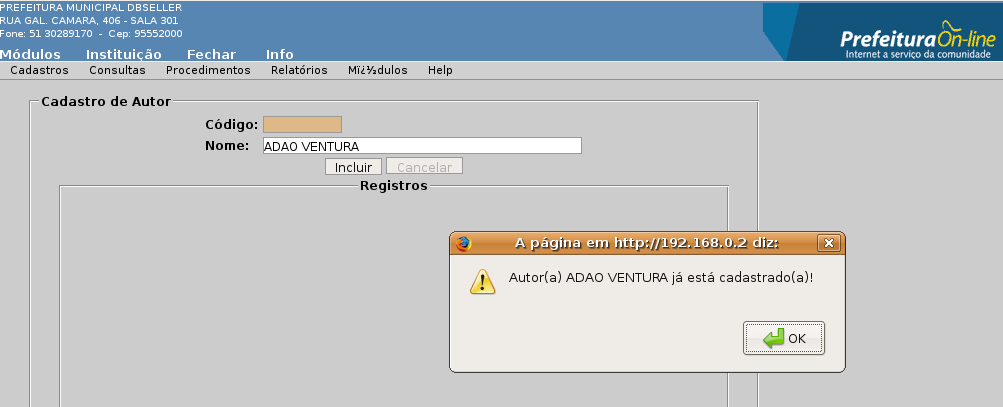 PREFEITURA MUNICIPAL DBSELLER
RUA GAL. CAMARA, 406 - SALA 301
Fone: 51 30289170 - Cep: 95552000
Módulos Instituição Fechar Info
PrefeituraOn-line
Internet a serviço da comunidade
Cadastros Consultas Procedimentos Relatórios Mï¿½dulos Help
Cadastro de Autor
Código:
Nome: ADAO VENTURA
Incluir Cancelar
Registros
A página em http://192.168.0.2 diz:
Autor(a) ADAO VENTURA já está cadastrado(a)!
OK